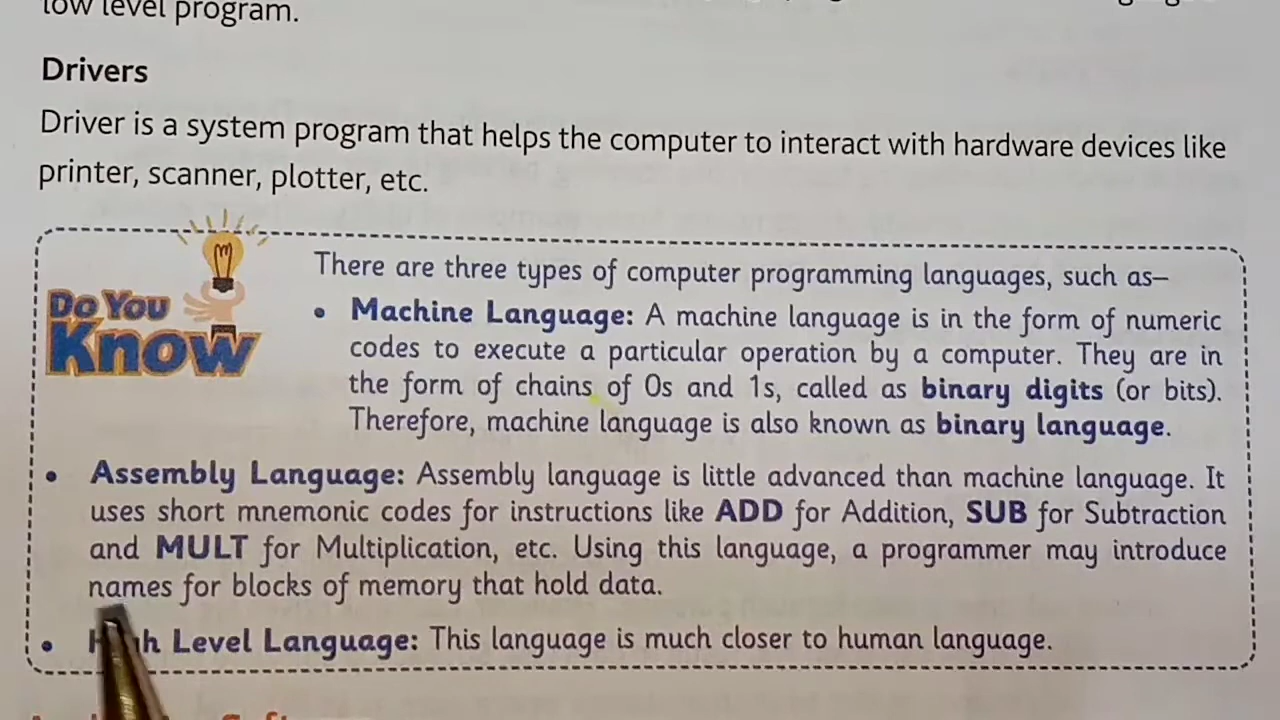 low level program.
Drivers
Driver is a system program that helps the computer to interact with hardware devices like
printer, scanner, plotter, etc.
Do You
Know
There are three types of computer programming languages, such as–
• Machine Language: A machine language is in the form of numeric
codes to execute a particular operation by a computer. They are in
the form of chains of 0s and 1s, called as binary digits (or bits).
Therefore, machine language is also known as binary language.
• Assembly Language: Assembly language is little advanced than machine language. It
uses short mnemonic codes for instructions like ADD for Addition, SUB for Subtraction
and MULT for Multiplication, etc. Using this language, a programmer may introduce
names for blocks of memory that hold data.
• High Level Language: This language is much closer to human language.